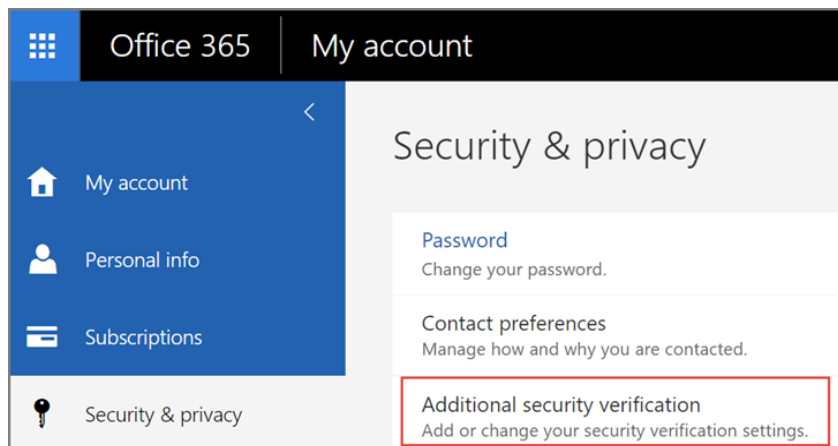 Office 365 My account
Security & privacy
My account
Personal info
Subscriptions
Security & privacy
Password
Change your password.
Contact preferences
Manage how and why you are contacted.
Additional security verification
Add or change your security verification settings.